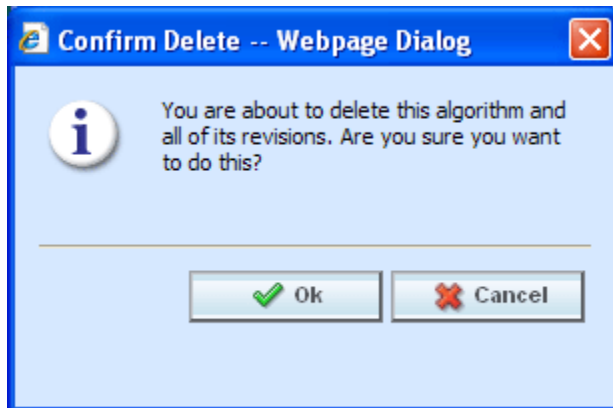 Confirm Delete -- Webpage Dialog
You are about to delete this algorithm and
all of its revisions. Are you sure you want
to do this?
Ok
Cancel